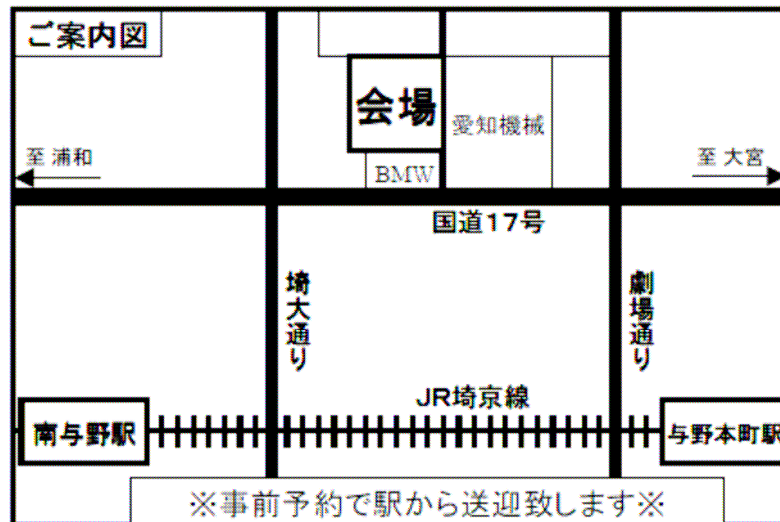 ご案内図
会場
愛知機械
至 浦和
至 大宮
BMW
国道17号
埼大通り
劇場通り
JR埼京線
南与野駅
与野本町駅
※事前予約で駅から送迎致します※